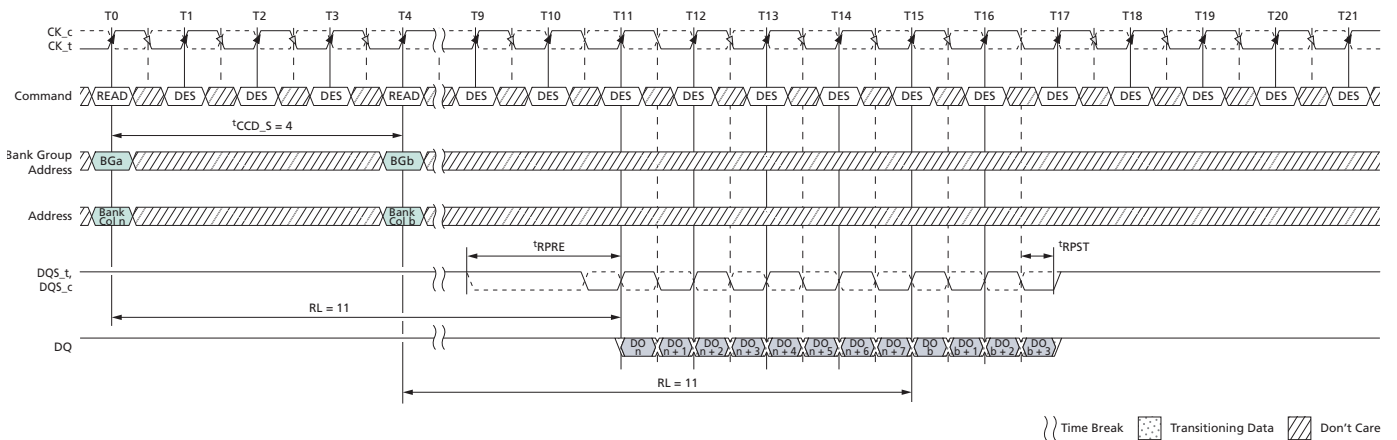 T0 T1 T2 T3 T4 T9 T10 T11 T12 T13 T14 T15 T16 T17 T18 T19 T20 T21
CK_c
CK_t
Command READ DES DES DES READ DES DES DES DES DES DES DES DES DES DES DES DES DES
tCCD_S = 4
Bank Group
Address
BGa BGb
Address
Bank
Col n
Bank
Col b
tRPRE tRPST
DQS_t,
DQS_c
RL = 11
DQ
DO
n
DO
n + 1
DO
n + 2
DO
n + 3
DO
n + 4
DO
n + 5
DO
n + 6
DO
n + 7
DO
b
DO
b + 1
DO
b + 2
DO
b + 3
RL = 11
Time Break Transitioning Data Don't Care